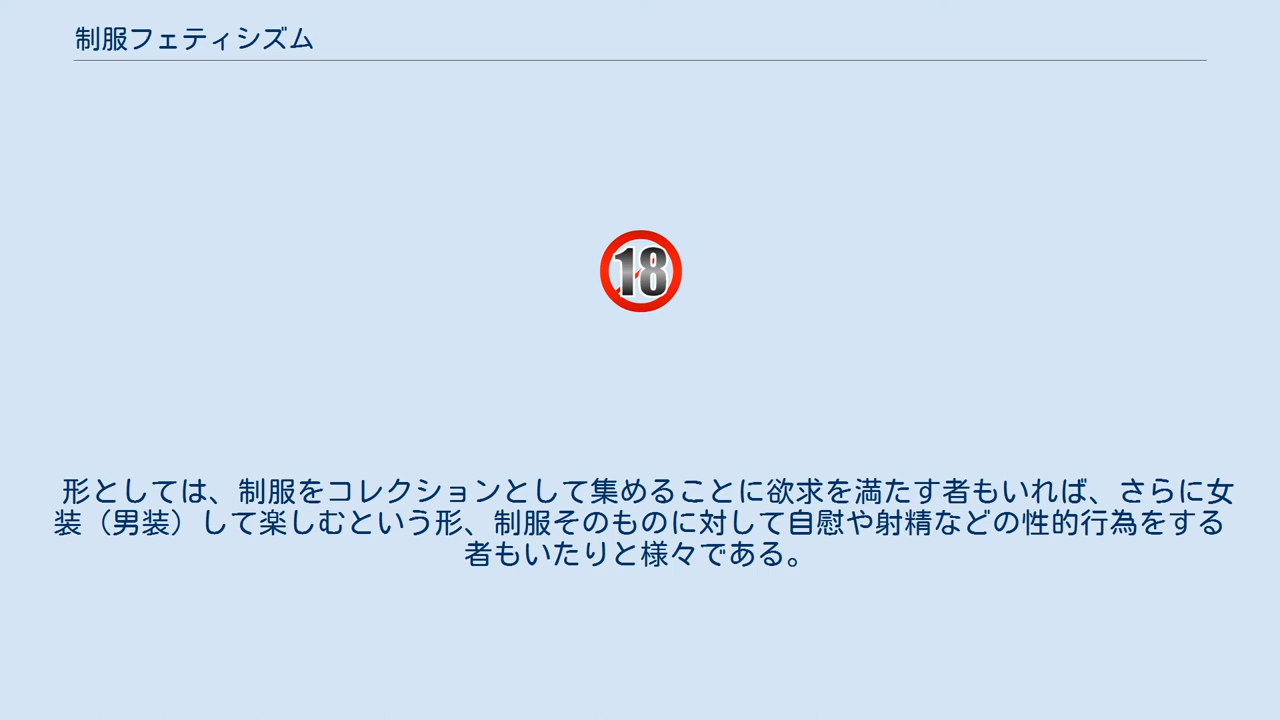 制服フェティシズム
18
形としては、制服をコレクションとして集めることに欲求を満たす者もいれば、さらに女
装（男装）して楽しむという形、制服そのものに対して自慰や射精などの性的行為をする
者もいたりと様々である。